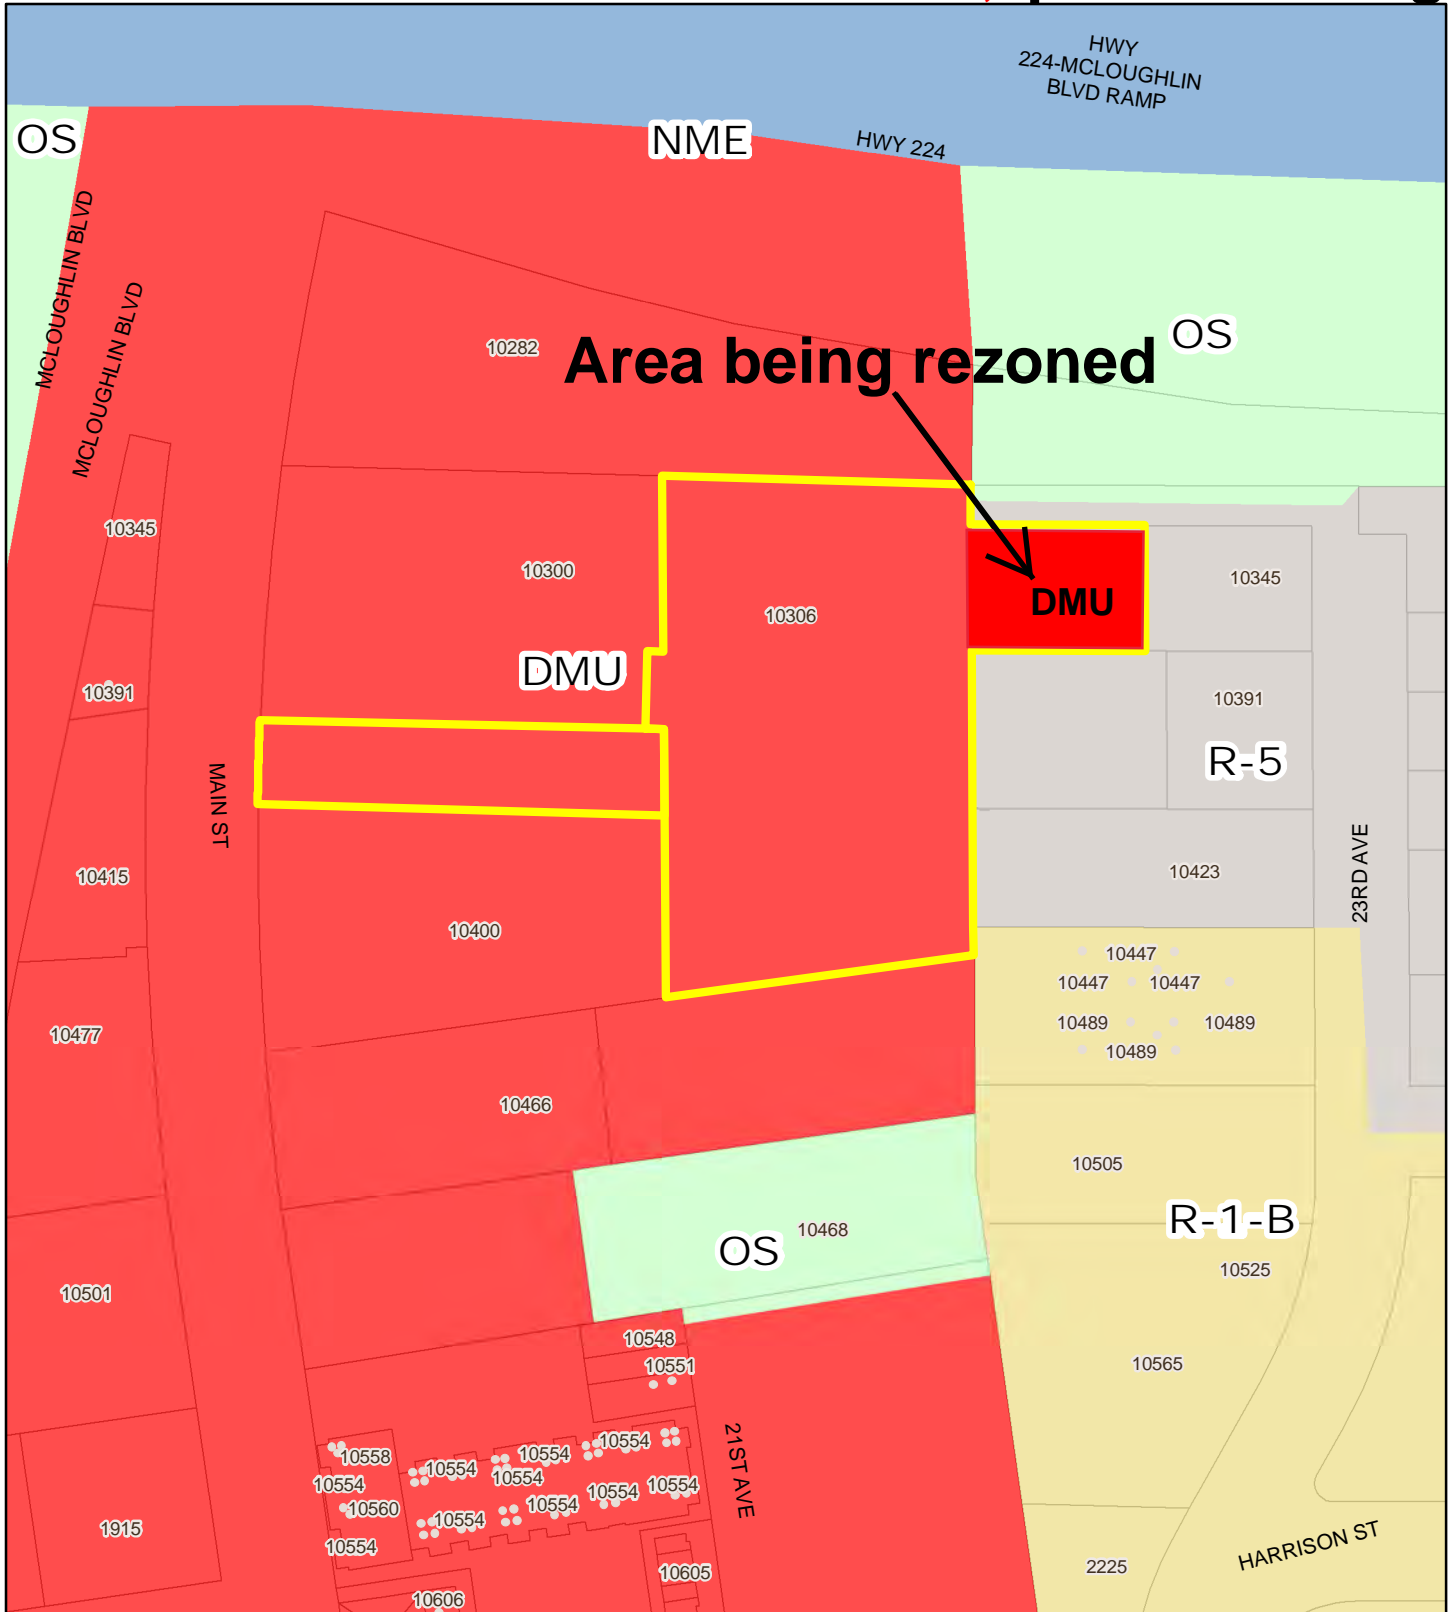 HWY
224-MCLOUGHLIN
BLVD RAMP
OS
NME
HWY 224
MCLOUGHLIN BLVD
MCLOUGHLIN BLVD
OS
10282
Area being rezoned
10345
10300
10306
10345
DMU
DMU
10391
10391
R-5
MAIN ST
10415
10423
23RD AVE
10400
10447
10447
10447
10477
10489
10489
10489
10466
10505
R-1-B
10468
OS
10525
10501
10548
10551
10565
21ST AVE
10558
10554
10554
10554
10554
10554
10560
10554
10554
10554
10554
10554
1915
HARRISON ST
2225
10605
10606